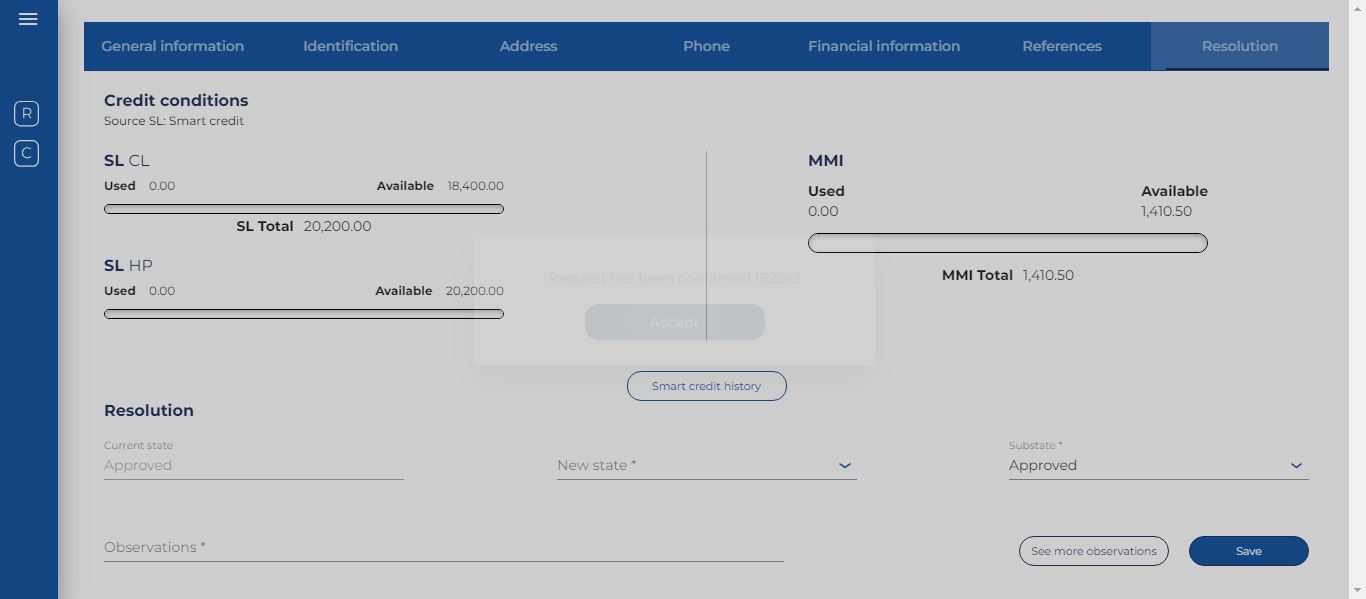 General information Identification Address Phone Financial information References Resolution
R
C
Credit conditions
Source SL: Smart credit
SL CL
Used 0.00 Available 18,400.00
SL Total 20,200.00
SL HP
Used 0.00 Available 20,200.00
MMI
Used Available
0.00 1,410.50
MMI Total 1,410.50
Request has been confirmed 182243
Accept
Smart credit history
Resolution
Current state
Approved
New state *
Substate *
Approved
Observations *
See more observations
Save